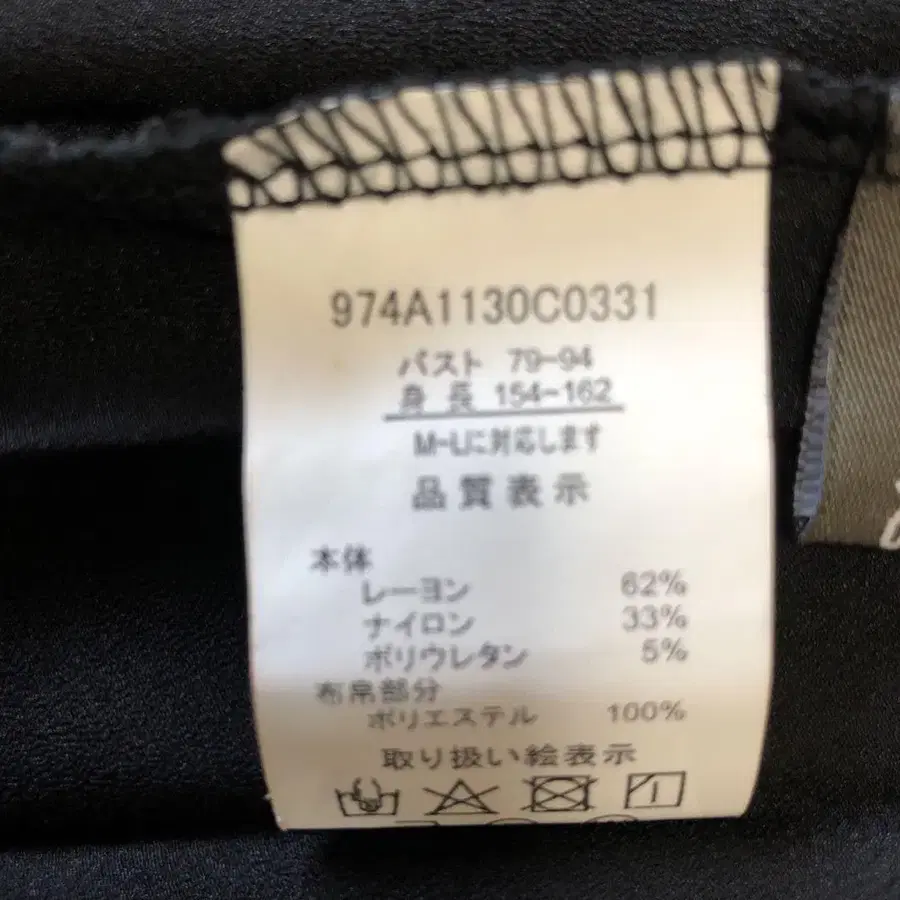 974A1130C0331
バスト 79-94
身長 154-162
M-Lに対応します
品質表示
本体
レーヨン 62%
ナイロン 33%
ポリウレタン 5%
布帛部分
ポリエステル 100%
取り扱い絵表示